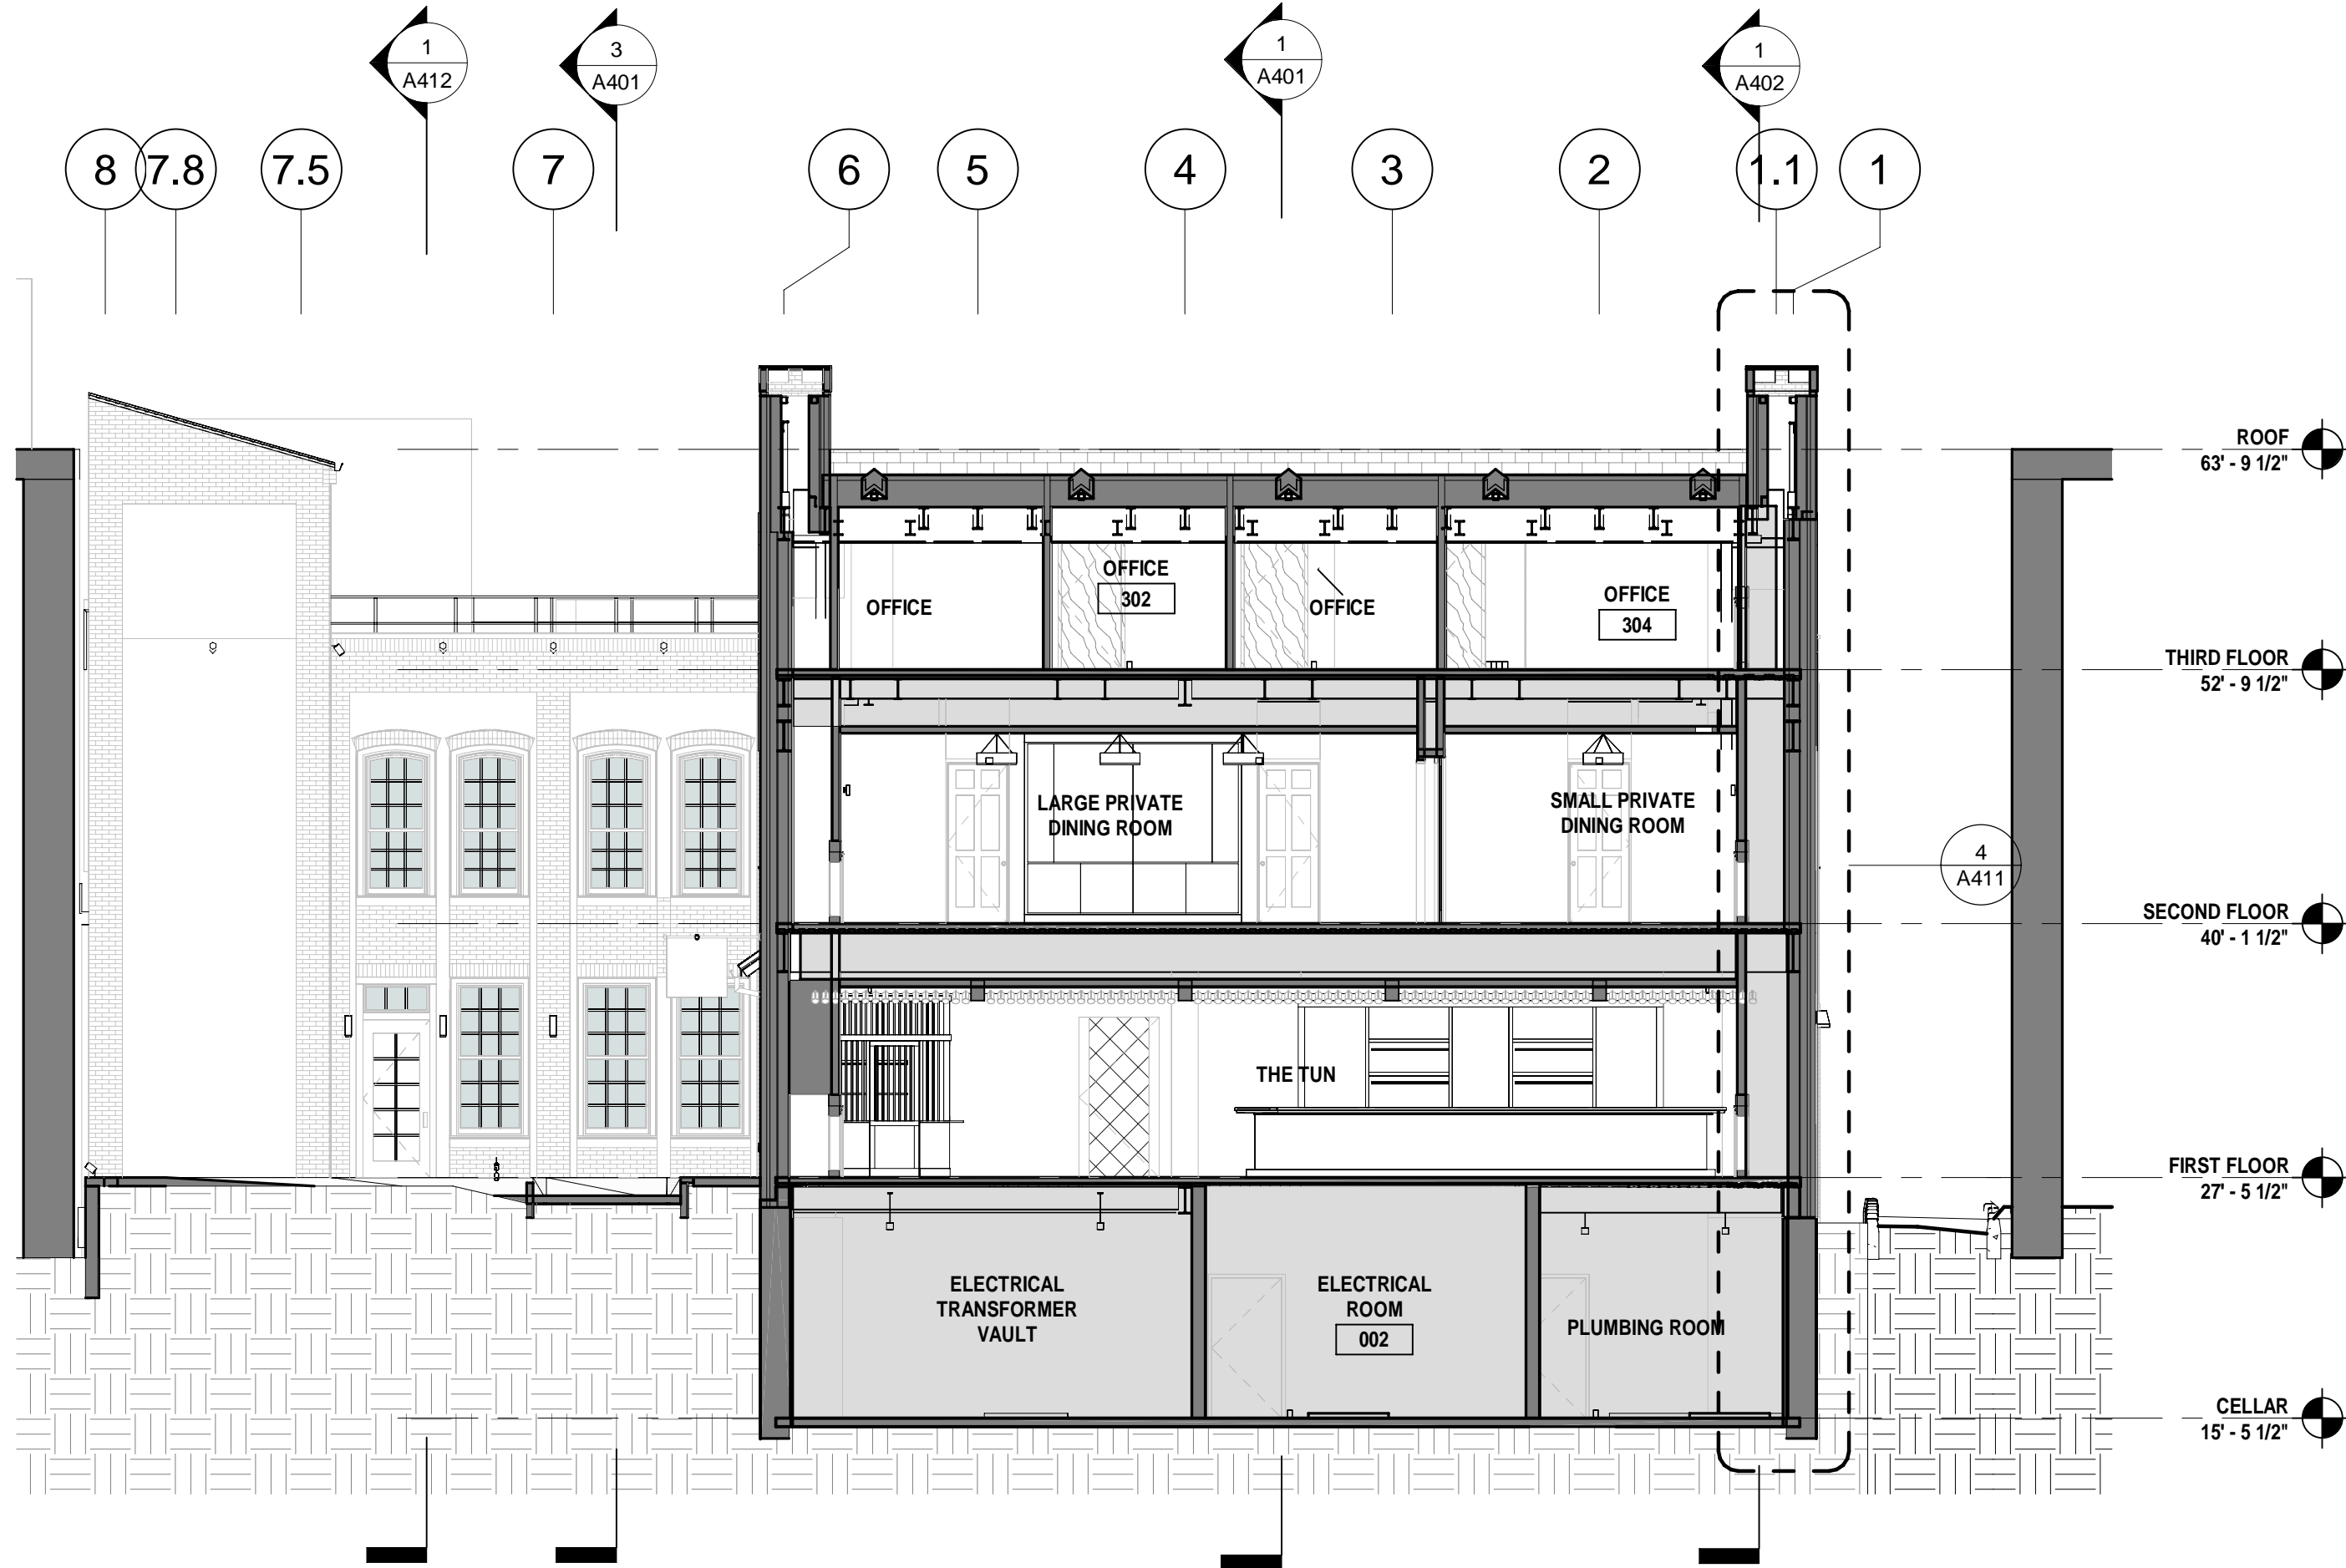 1
A412
3
A401
1
A401
1
A402
8
7.8
7.5
7
6
5
4
3
2
1.1
1
ROOF
63' - 9 1/2"
OFFICE
OFFICE
302
OFFICE
OFFICE
304
THIRD FLOOR
52' - 9 1/2"
LARGE PRIVATE
DINING ROOM
SMALL PRIVATE
DINING ROOM
4
A411
SECOND FLOOR
40' - 1 1/2"
THE TUN
FIRST FLOOR
27' - 5 1/2"
ELECTRICAL
TRANSFORMER
VAULT
ELECTRICAL
ROOM
002
PLUMBING ROOM
CELLAR
15' - 5 1/2"